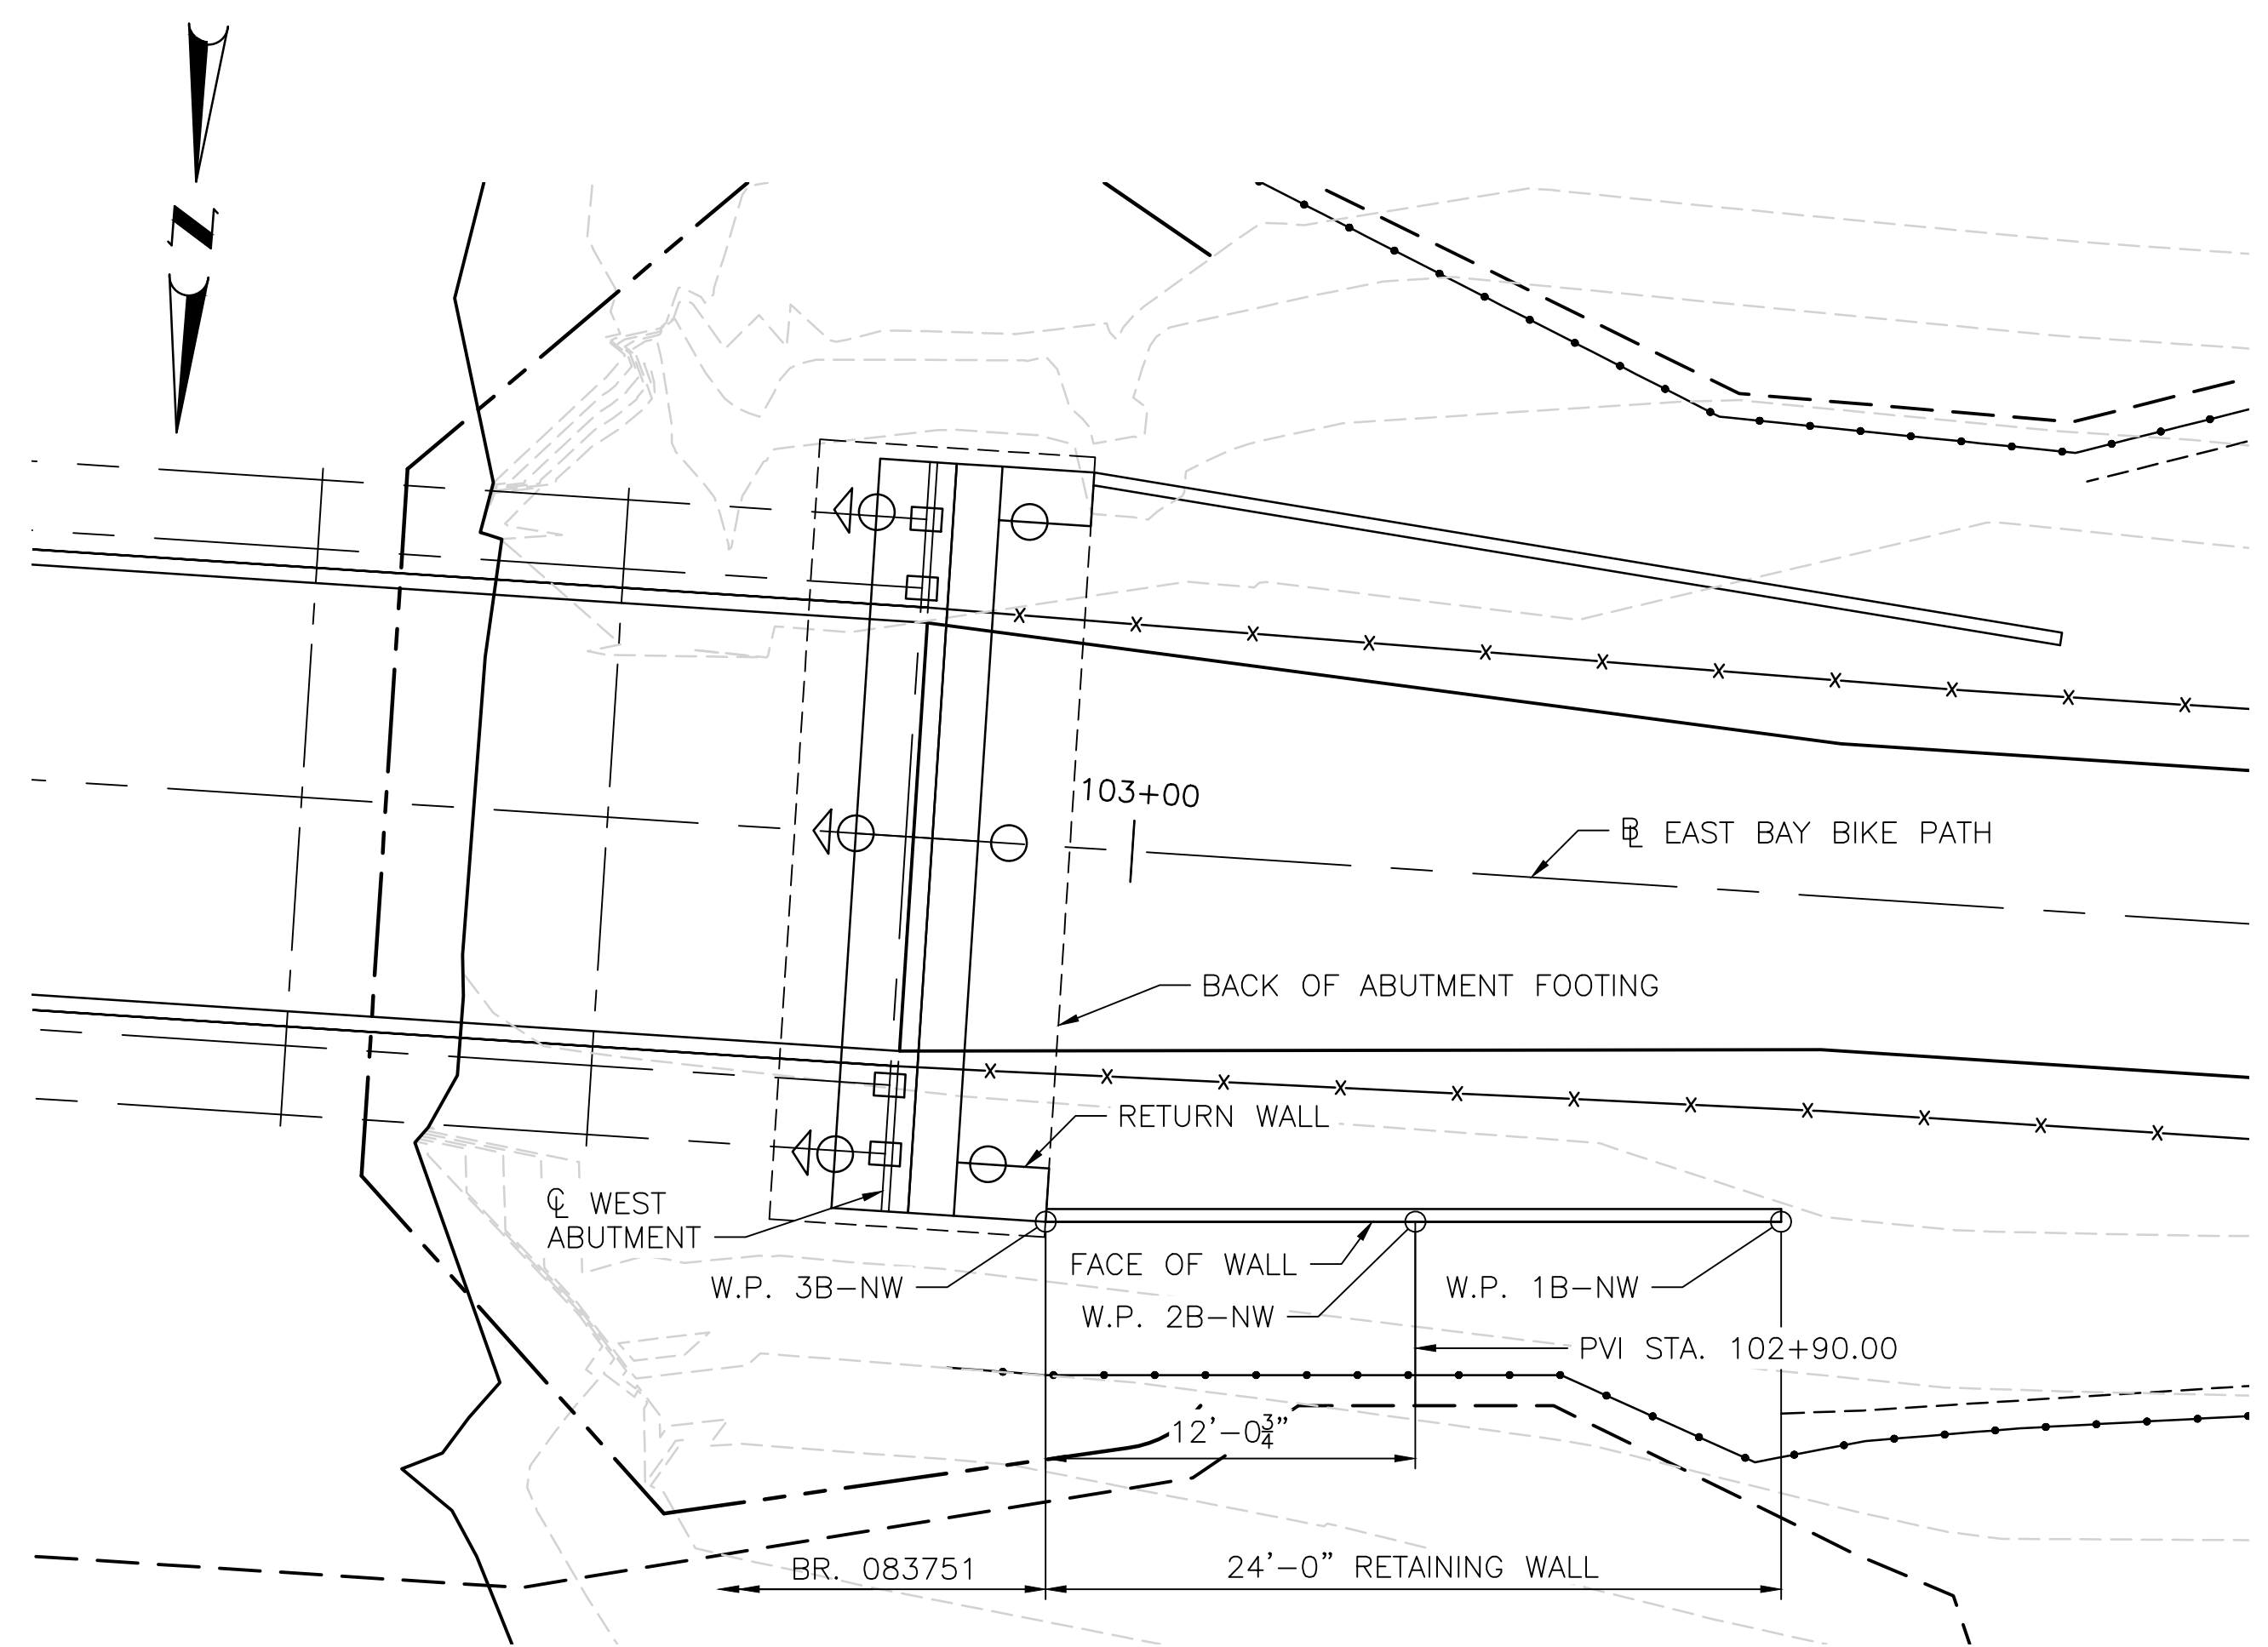 N
103+00
℄ EAST BAY BIKE PATH
BACK OF ABUTMENT FOOTING
RETURN WALL
℄ WEST
ABUTMENT
FACE OF WALL
W.P. 3B-NW
W.P. 2B-NW
W.P. 1B-NW
PVI STA. 102+90.00
12'-0¾"
BR. 083751
24'-0" RETAINING WALL
X X X X X X X X X X X
X X X X X X X X X X X